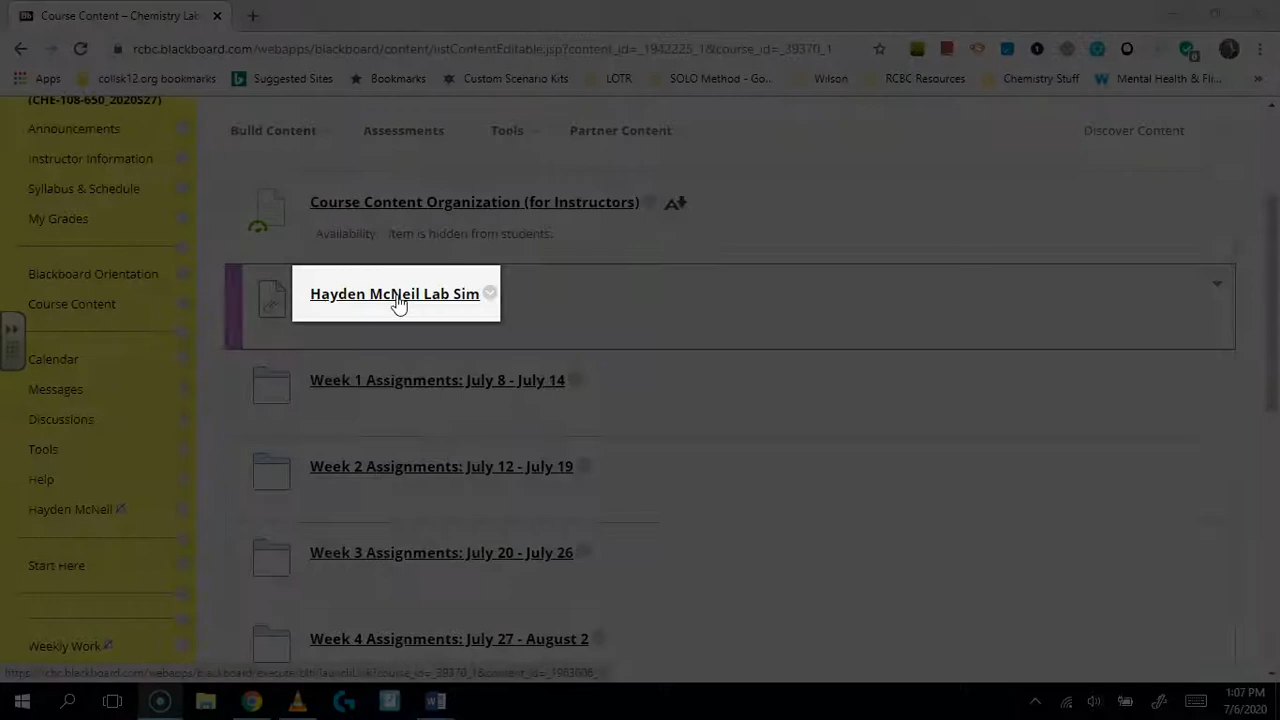 Course Content – Chemistry Lab
rcbc.blackboard.com/webapps/blackboard/content/listContentEditable.jsp?content_id=_1942225_1&course_id=_39370_1
Apps
collsk12.org bookmarks
Suggested Sites
Bookmarks
Custom Scenario Kits
LOTR
SOLO Method - Go...
Wilson
RCBC Resources
Chemistry Stuff
Mental Health & Fli...
»
(CHE-108-650_2020S27)
Announcements
Instructor Information
Syllabus & Schedule
My Grades
Blackboard Orientation
Course Content
Calendar
Messages
Discussions
Tools
Help
Hayden McNeil
Start Here
Weekly Work
Build Content
Assessments
Tools
Partner Content
Discover Content
Course Content Organization (for Instructors)
Availability: Item is hidden from students.
Hayden McNeil Lab Sim
Week 1 Assignments: July 8 - July 14
Week 2 Assignments: July 12 - July 19
Week 3 Assignments: July 20 - July 26
Week 4 Assignments: July 27 - August 2
1:07 PM
7/6/2020